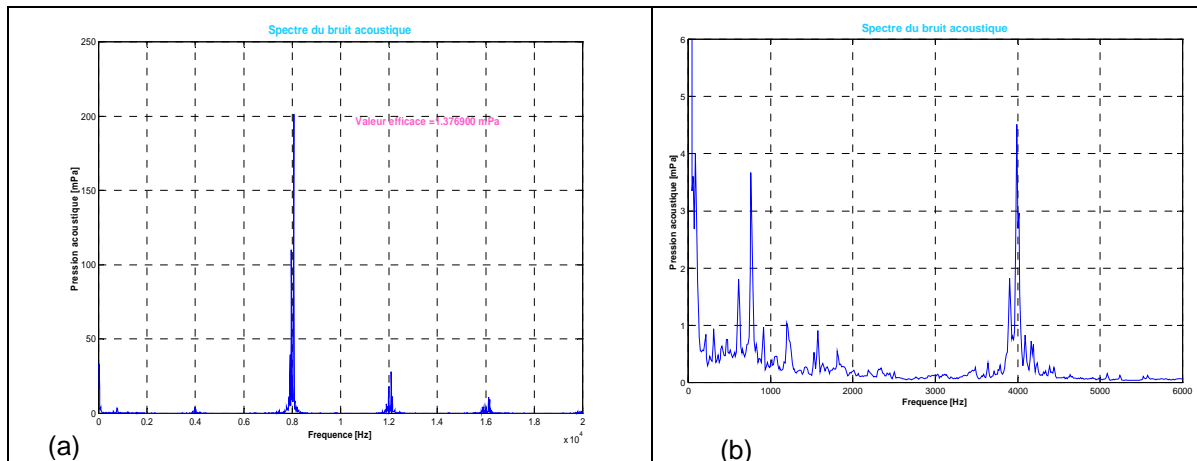 Spectre du bruit acoustique
250
200
150
100
50
0
Pression acoustique [mPa]
Valeur efficace =1.376900 mPa
0 0.2 0.4 0.6 0.8 1 1.2 1.4 1.6 1.8 2
x 10^4
Frequence [Hz]
(a)
Spectre du bruit acoustique
6
5
4
3
2
1
0
Pression acoustique [mPa]
0 1000 2000 3000 4000 5000 6000
Frequence [Hz]
(b)